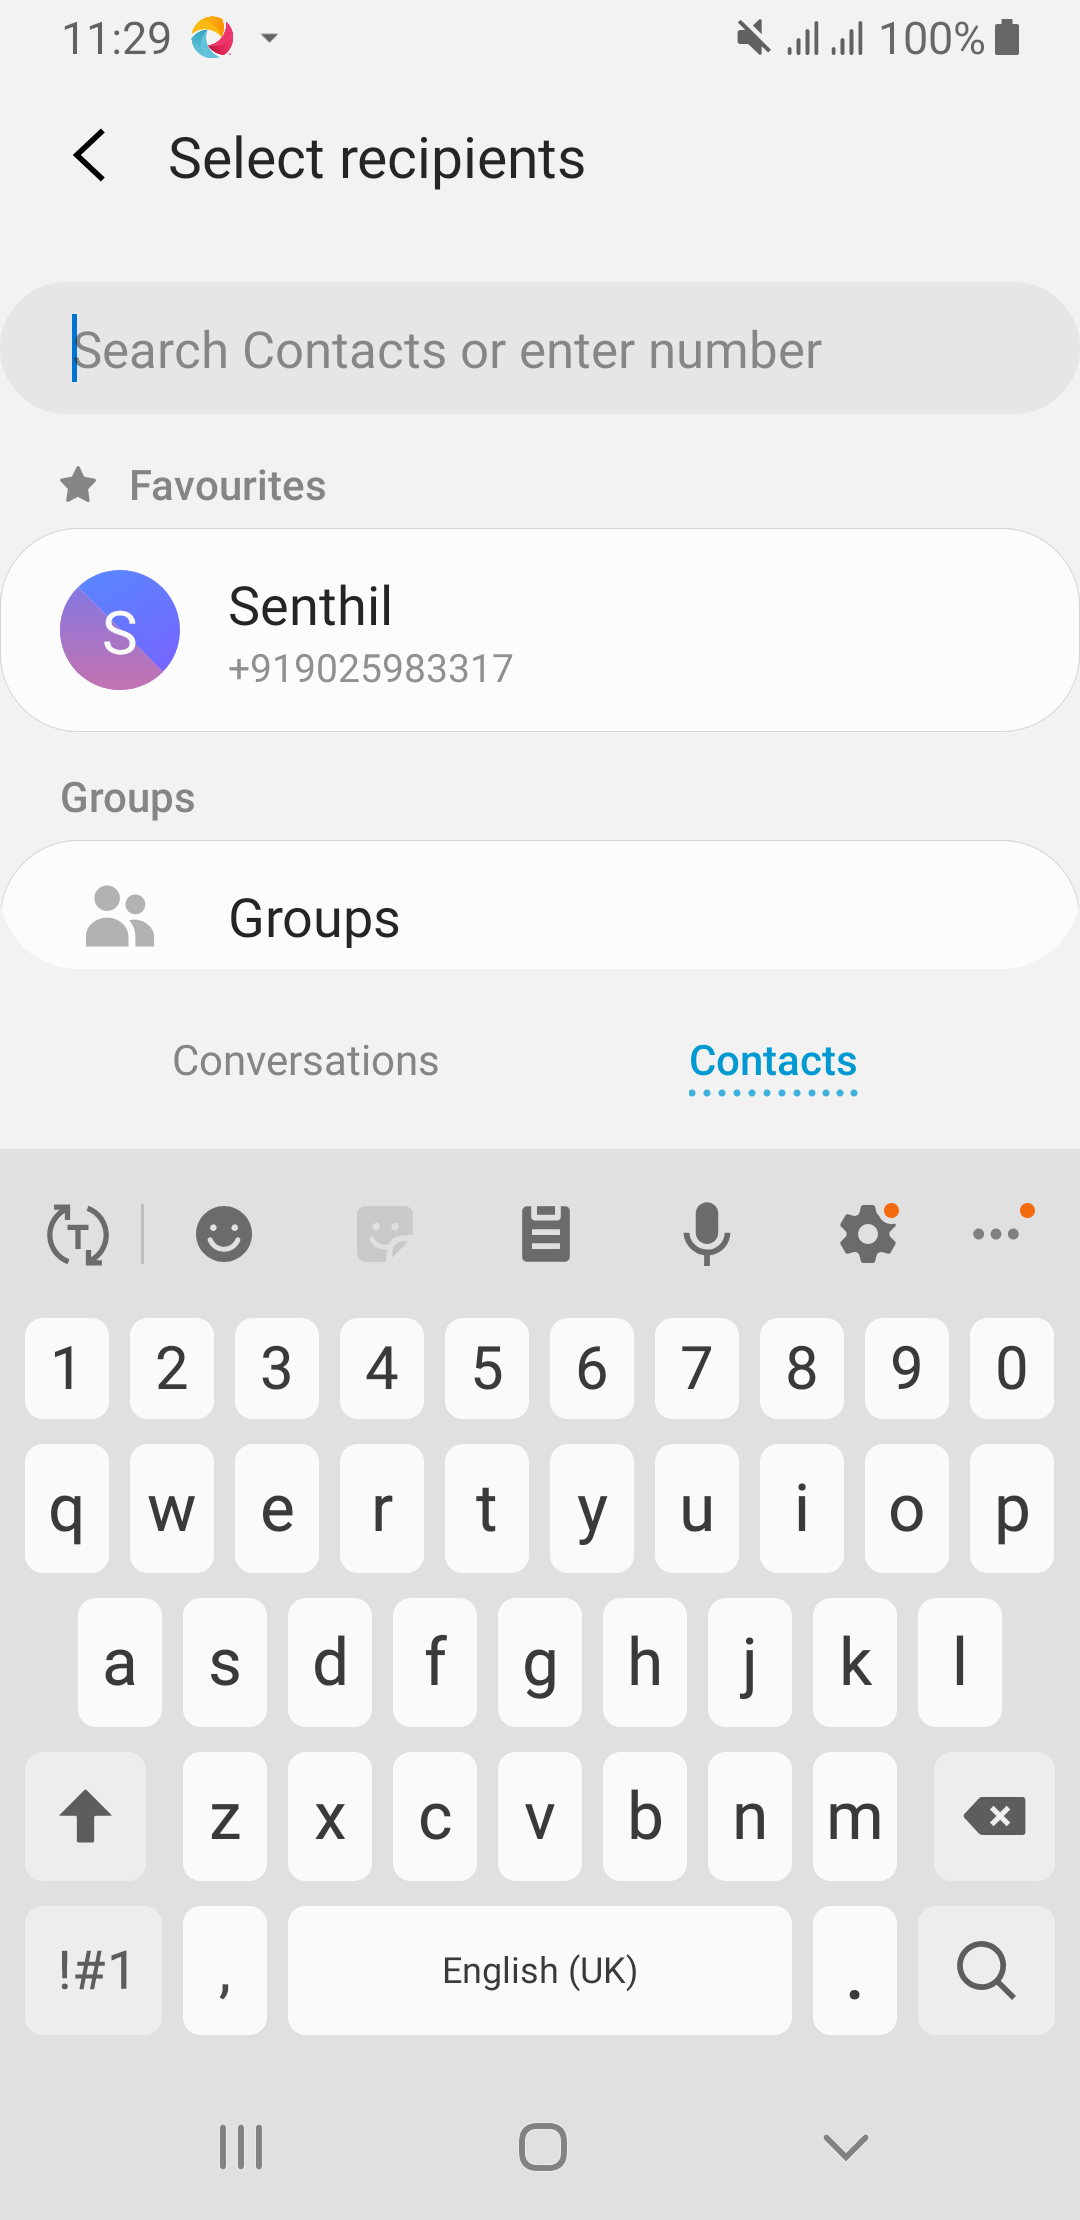 11:29 100%
Select recipients
Search Contacts or enter number
Favourites
S
Senthil
+919025983317
Groups
Groups
Conversations Contacts
T
1 2 3 4 5 6 7 8 9 0
q w e r t y u i o p
a s d f g h j k l
z x c v b n m
!#1 , English (UK) .